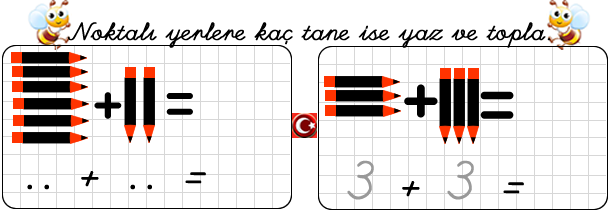 Noktalı yerlere kaç tane ise yaz ve topla.
+ =
+ =
. . + . . =
3 + 3 =